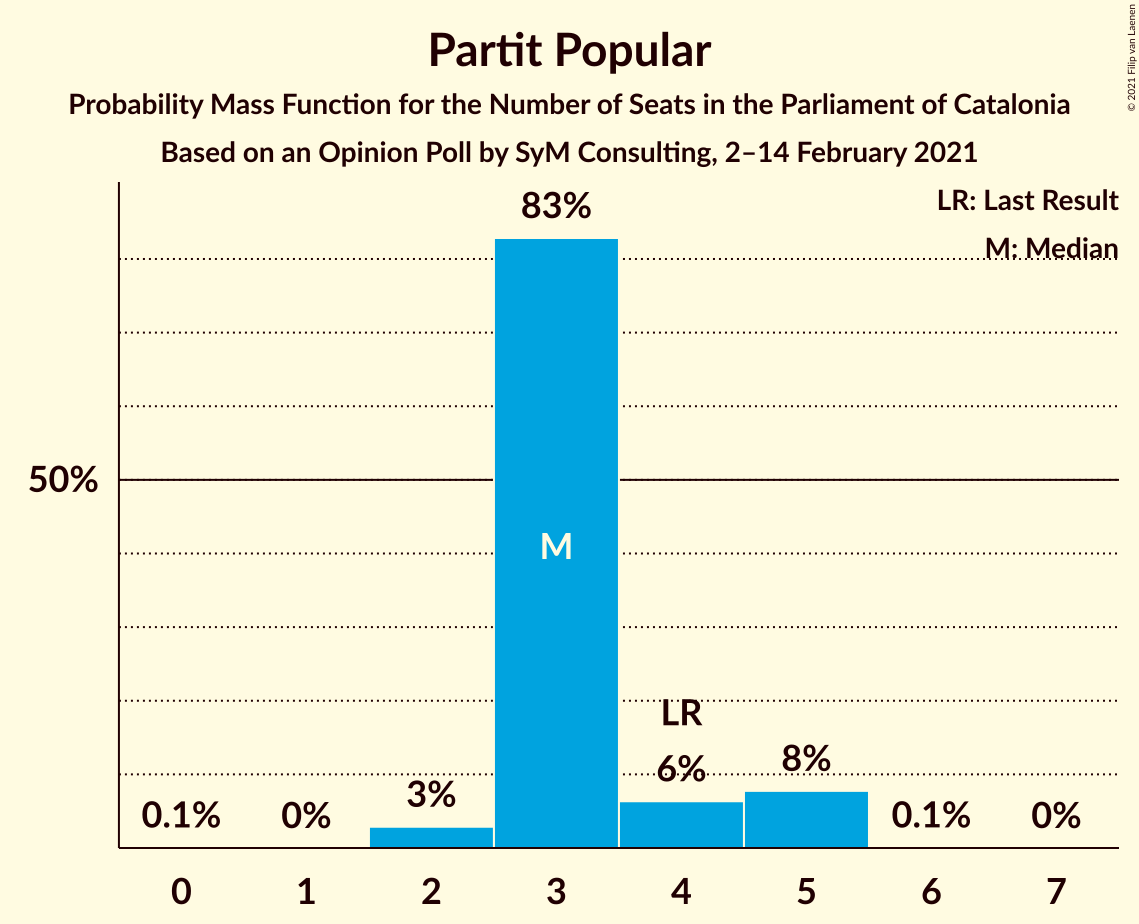 Partit Popular
Probability Mass Function for the Number of Seats in the Parliament of Catalonia
Based on an Opinion Poll by SyM Consulting, 2–14 February 2021
© 2021 Filip van Laenen
LR: Last Result
M: Median
83%
50%
M
LR
6%
8%
3%
0.1%
0%
0.1%
0%
0 1 2 3 4 5 6 7